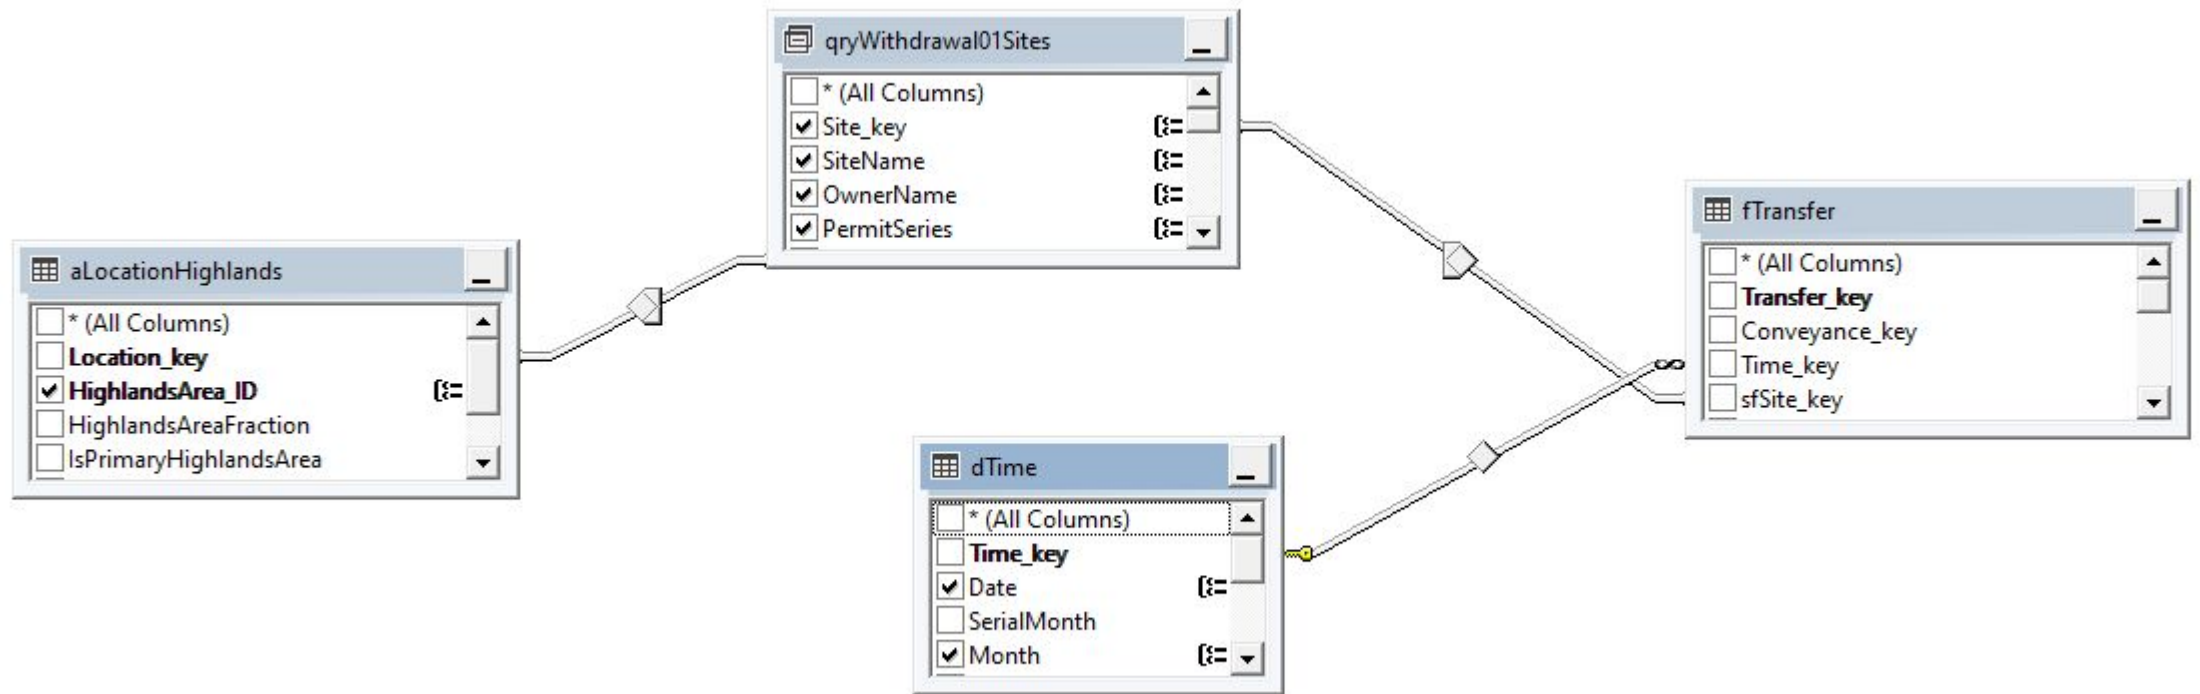 qryWithdrawal01Sites
* (All Columns)
Site_key
SiteName
OwnerName
PermitSeries
aLocationHighlands
* (All Columns)
Location_key
HighlandsArea_ID
HighlandsAreaFraction
IsPrimaryHighlandsArea
fTransfer
* (All Columns)
Transfer_key
Conveyance_key
Time_key
sfSite_key
dTime
* (All Columns)
Time_key
Date
SerialMonth
Month